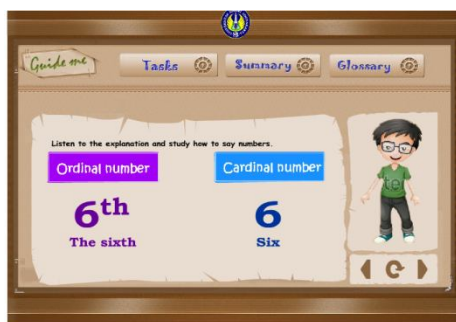 Guide me
Tasks
Summary
Glossary
Listen to the explanation and study how to say numbers.
Ordinal number
Cardinal number
6th
6
The sixth
Six